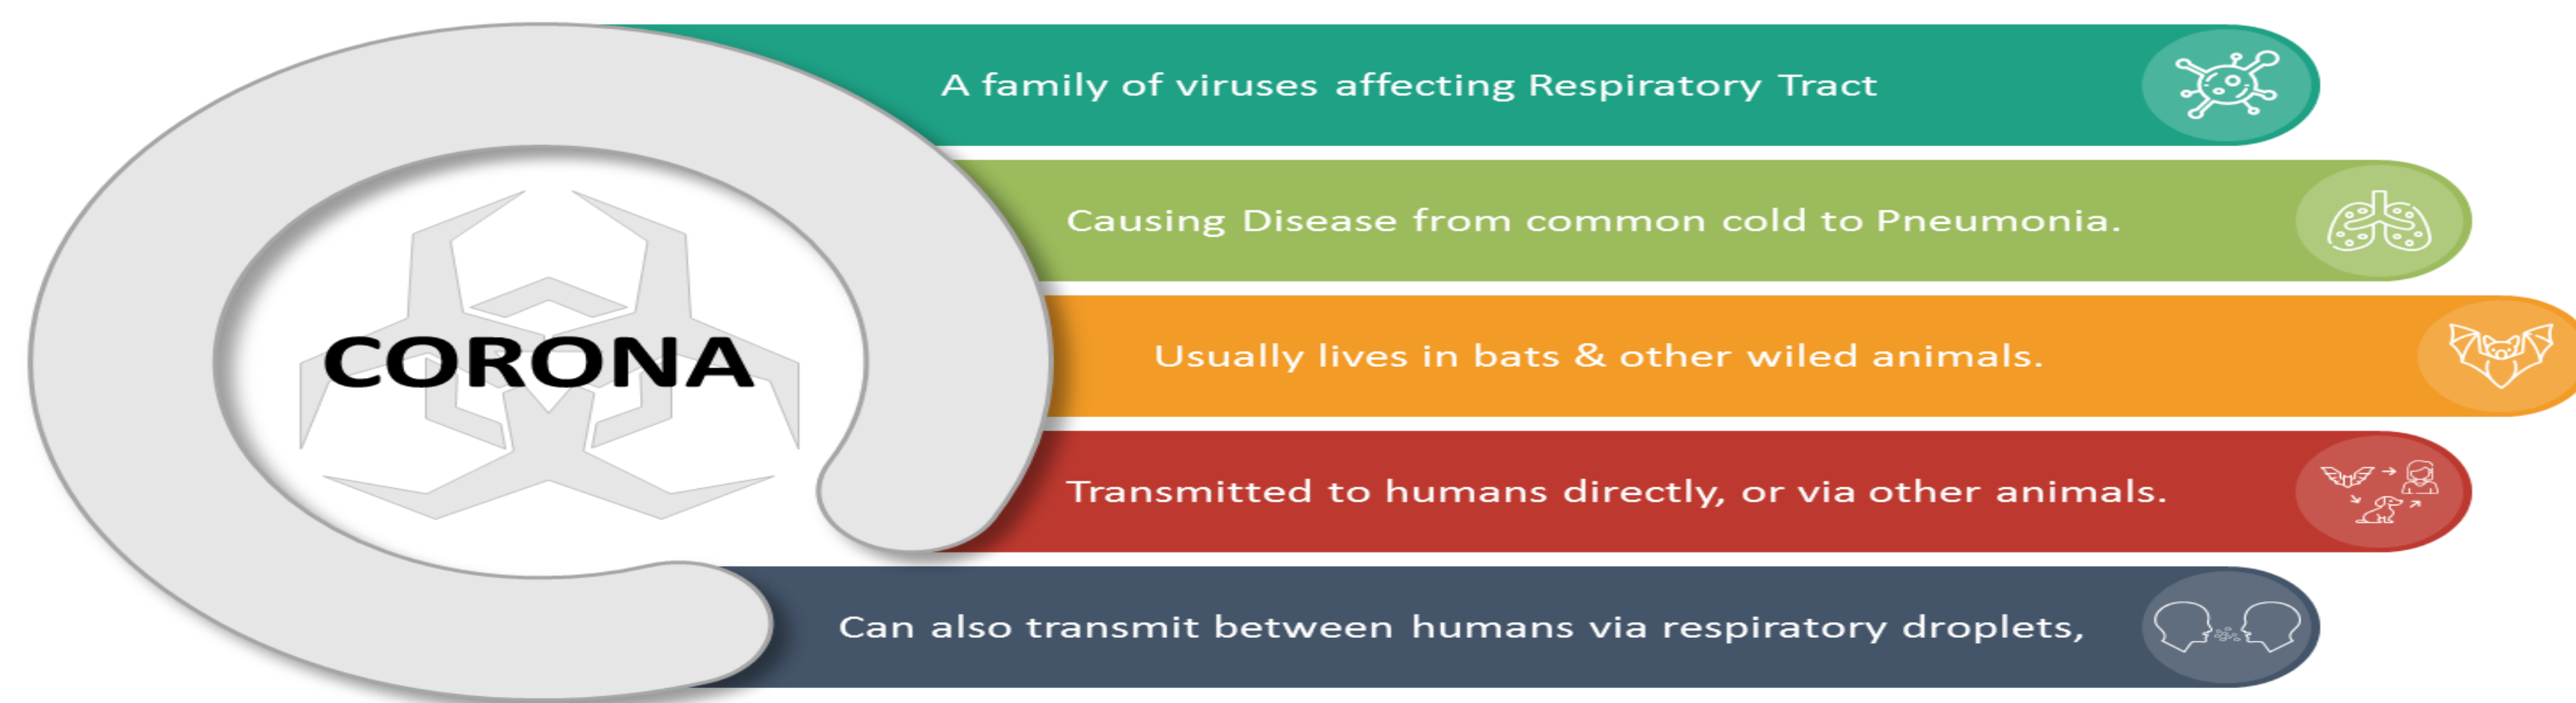 CORONA
A family of viruses affecting Respiratory Tract
Causing Disease from common cold to Pneumonia.
Usually lives in bats & other wiled animals.
Transmitted to humans directly, or via other animals.
Can also transmit between humans via respiratory droplets,